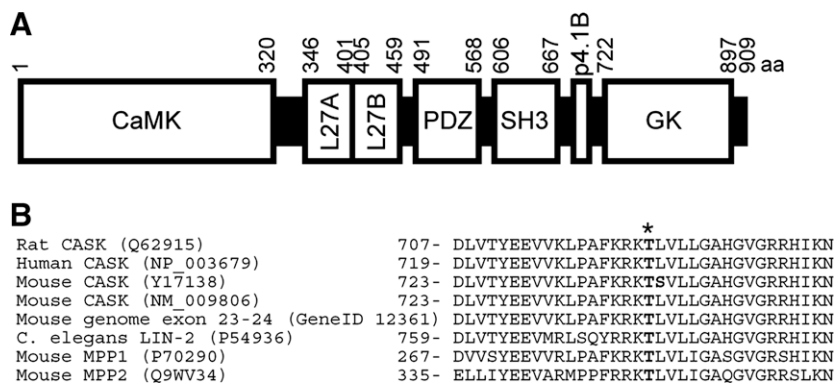 A
1 320 346 401 405 459 491 568 606 667 p4.1B 722 897 909 aa
CaMK L27A L27B PDZ SH3 GK
B
*
Rat CASK (Q62915) 707- DLVTYEEVVKLPAFKRKTLVLLGAHGVGRRHIKN
Human CASK (NP_003679) 719- DLVTYEEVVKLPAFKRKTLVLLGAHGVGRRHIKN
Mouse CASK (Y17138) 723- DLVTYEEVVKLPAFKRKTSVLLGAHGVGRRHIKN
Mouse CASK (NM_009806) 723- DLVTYEEVVKLPAFKRKTLVLLGAHGVGRRHIKN
Mouse genome exon 23-24 (GeneID 12361) DLVTYEEVVKLPAFKRKTLVLLGAHGVGRRHIKN
C. elegans LIN-2 (P54936) 759- DLVTYEEVMRLSQYRRKTLVLLGAHGVGRRHIKN
Mouse MPP1 (P70290) 267- DVVSYEEVVRLPAFKRKTLVLIGASGVGRSHIKN
Mouse MPP2 (Q9WV34) 335- ELLIYEEVARMPPFRRKTLVLIGAQGVGRRSLKN